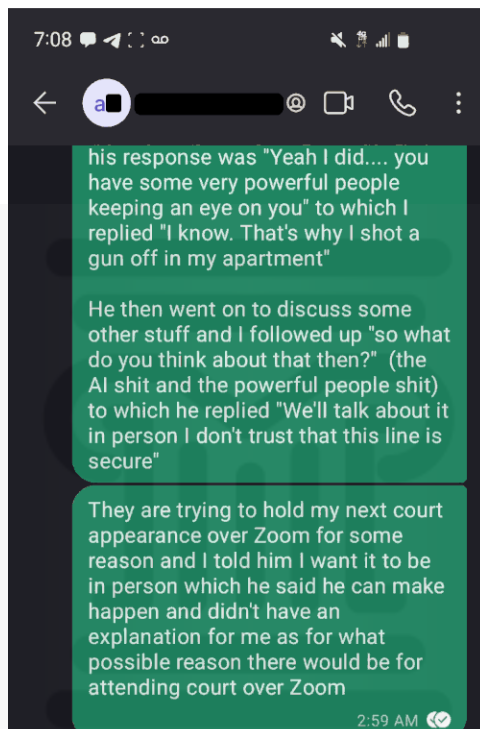 7:08
a
his response was "Yeah I did.... you
have some very powerful people
keeping an eye on you" to which I
replied "I know. That's why I shot a
gun off in my apartment"
He then went on to discuss some
other stuff and I followed up "so what
do you think about that then?" (the
AI shit and the powerful people shit)
to which he replied "We'll talk about it
in person I don't trust that this line is
secure"
They are trying to hold my next court
appearance over Zoom for some
reason and I told him I want it to be
in person which he said he can make
happen and didn't have an
explanation for me as for what
possible reason there would be for
attending court over Zoom
2:59 AM